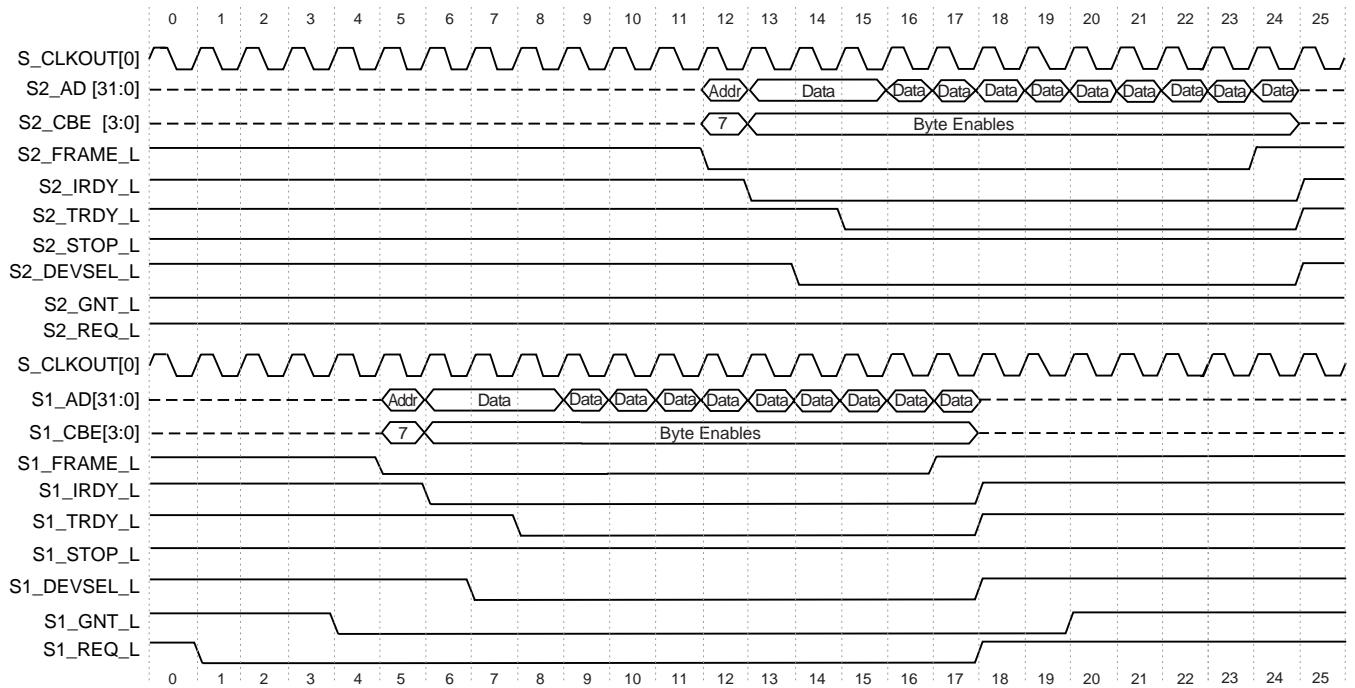 0 1 2 3 4 5 6 7 8 9 10 11 12 13 14 15 16 17 18 19 20 21 22 23 24 25
S_CLKOUT[0]
S2_AD [31:0] Addr Data Data Data Data Data Data Data Data Data Data
S2_CBE [3:0] 7 Byte Enables
S2_FRAME_L
S2_IRDY_L
S2_TRDY_L
S2_STOP_L
S2_DEVSEL_L
S2_GNT_L
S2_REQ_L
S_CLKOUT[0]
S1_AD[31:0] Addr Data Data Data Data Data Data Data Data Data Data
S1_CBE[3:0] 7 Byte Enables
S1_FRAME_L
S1_IRDY_L
S1_TRDY_L
S1_STOP_L
S1_DEVSEL_L
S1_GNT_L
S1_REQ_L
0 1 2 3 4 5 6 7 8 9 10 11 12 13 14 15 16 17 18 19 20 21 22 23 24 25